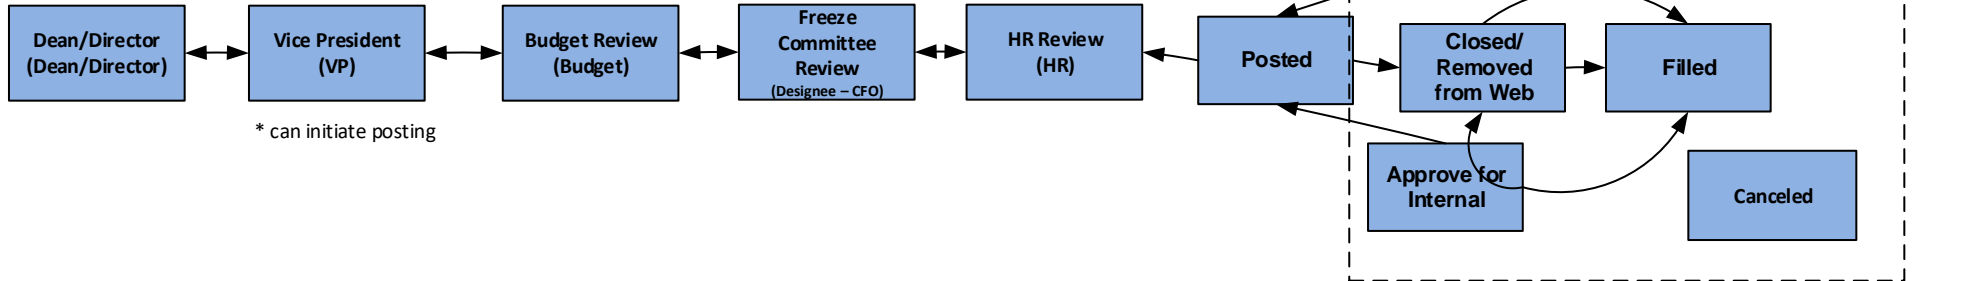 Dean/Director
(Dean/Director)
Vice President
(VP)
Budget Review
(Budget)
Freeze
Committee
Review
(Designee – CFO)
HR Review
(HR)
Posted
Closed/
Removed
from Web
Filled
* can initiate posting
Approve for
Internal
Canceled